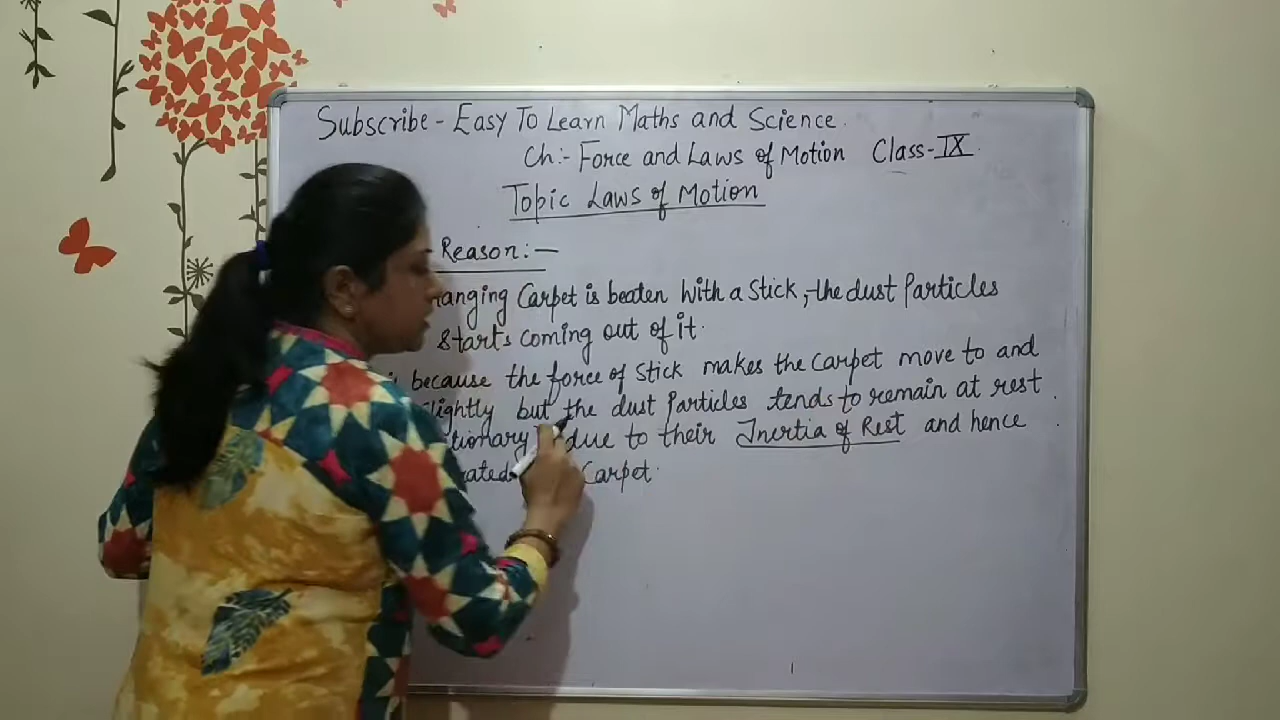 Subscribe - Easy To Learn Maths and Science.
Ch:- Force and Laws of Motion Class-IX
Topic Laws of Motion
Reason:-
hanging Carpet is beaten with a Stick, the dust Particles
starts coming out of it.
because the force of Stick makes the Carpet move to and
slightly but the dust Particles tends to remain at rest.
due to their Inertia of Rest and hence
Carpet.